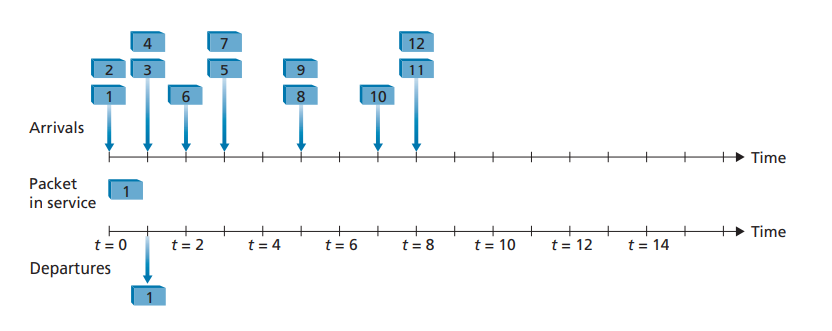 4 7 12
2 3 5 9 11
1 6 8 10
Arrivals
Time
Packet
in service
1
Time
t = 0 t = 2 t = 4 t = 6 t = 8 t = 10 t = 12 t = 14
Departures
1